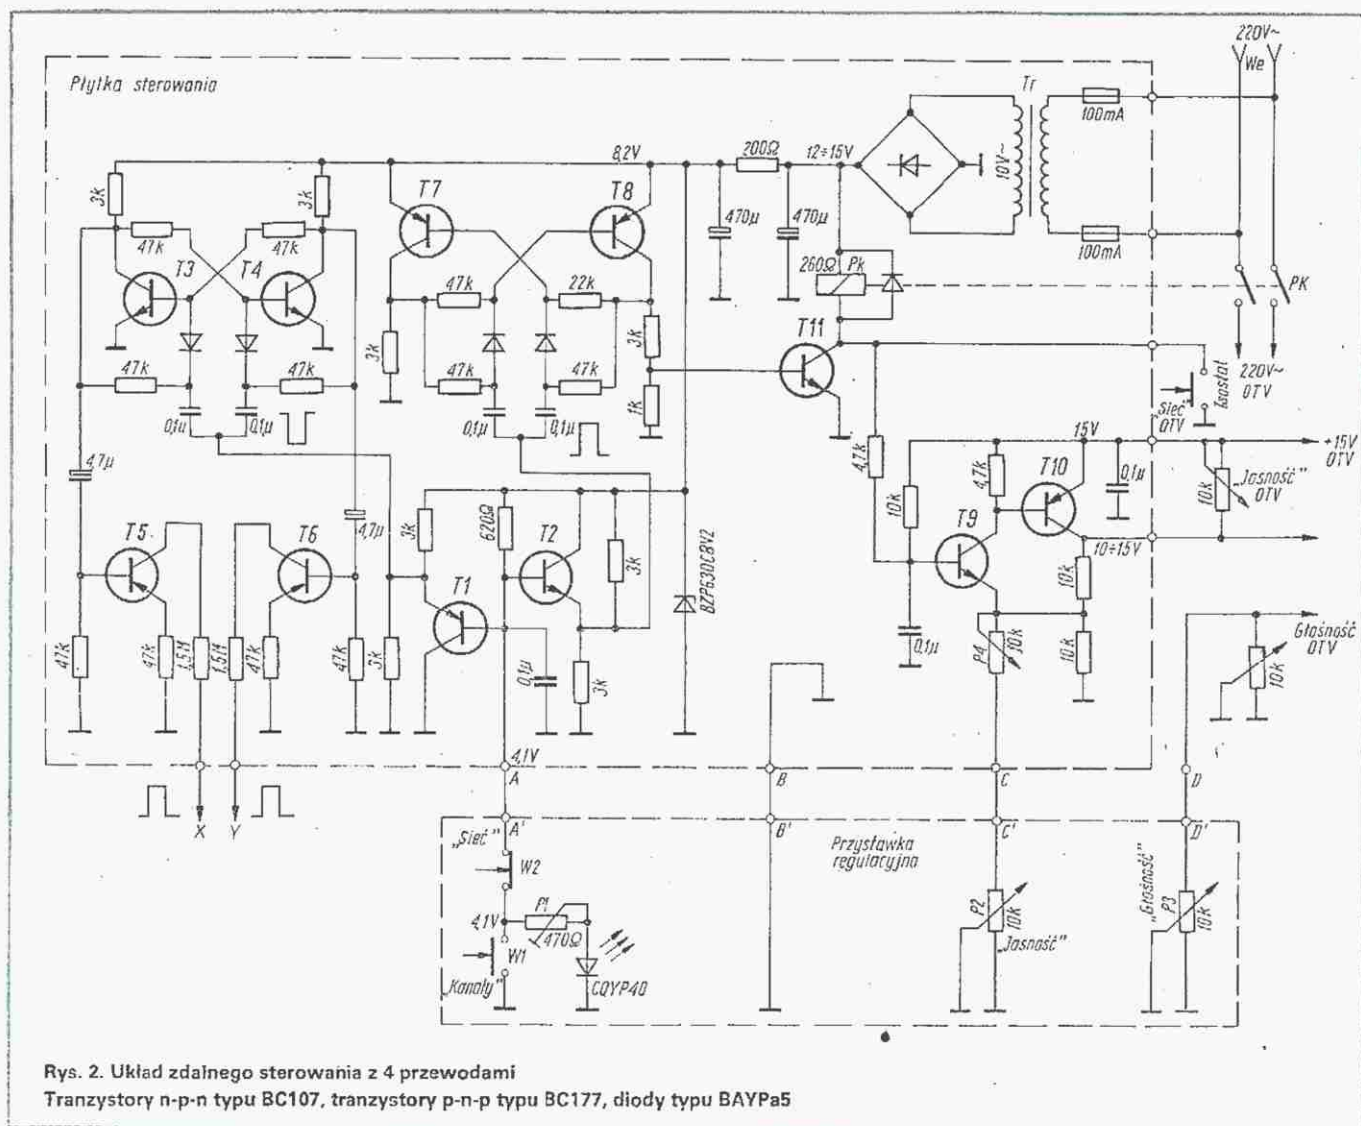 220V~
We
Płytka sterowania
Tr
100mA
10V~
8,2V
200Ω
12÷15V
3k
3k
T7
T8
47k
47k
470µ
470µ
100mA
T3
T4
260Ω
Pk
PK
47k
22k
T11
3k
3k
47k
47k
47k
47k
1k
0,1µ
0,1µ
0,1µ
0,1µ
220V~
OTV
„Sieć”
OTV
Isostat
4,7µ
4,7k
15V
+15V
OTV
4,7k
T10
0,1µ
„Jasność”
OTV
10k
10k
4,7µ
3k
620Ω
T5
T6
T2
T9
10÷15V
3k
T1
BZP630C8V2
10k
47k
47k
1,5M
1,5M
47k
47k
3k
0,1µ
3k
0,1µ
P4
10k
10k
Głośność
OTV
10k
4,1V
A
B
C
D
X
Y
A'
B'
C'
D'
„Sieć”
Przystawka
regulacyjna
W2
P1
4,1V
470Ω
W1
„Kanały”
CQYP40
P2
10k
„Jasność”
„Głośność”
P3
10k
Rys. 2. Układ zdalnego sterowania z 4 przewodami
Tranzystory n-p-n typu BC107, tranzystory p-n-p typu BC177, diody typu BAYPa5